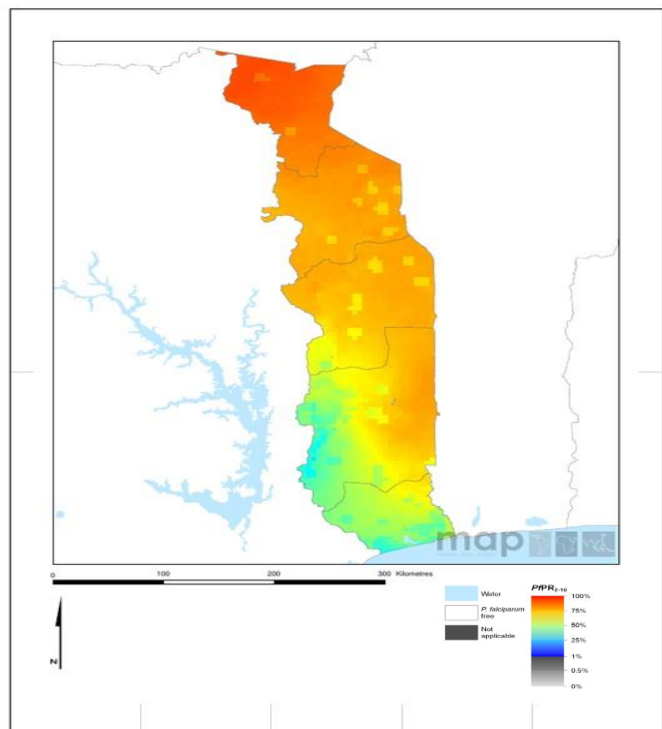 map
0 100 200 300 Kilometres
N
Water
P. falciparum
free
Not
applicable
PfPR2-10
100%
75%
50%
25%
1%
0.5%
0%